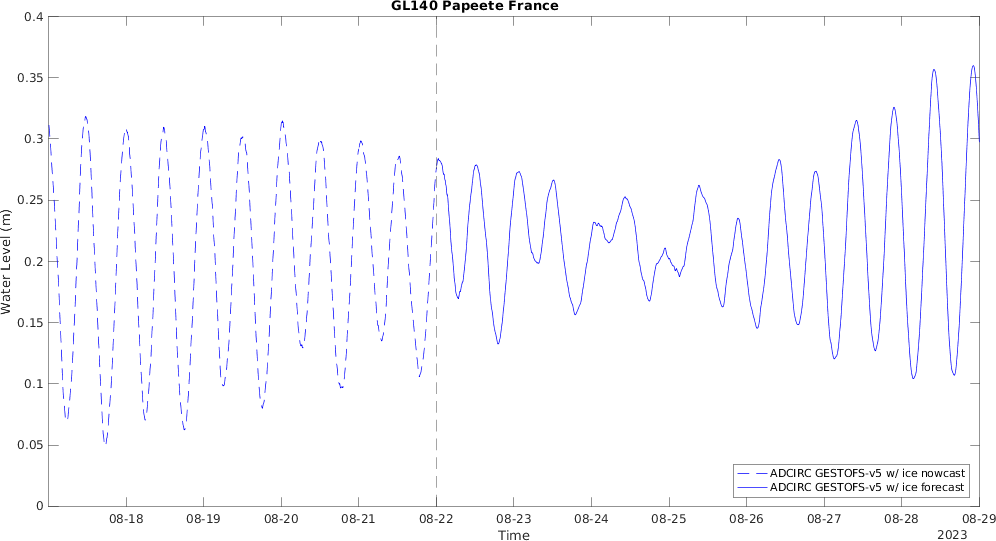 GL140 Papeete France
0.4
0.35
0.3
0.25
0.2
0.15
0.1
0.05
0
Water Level (m)
ADCIRC GESTOFS-v5 w/ ice nowcast
ADCIRC GESTOFS-v5 w/ ice forecast
08-18 08-19 08-20 08-21 08-22 08-23 08-24 08-25 08-26 08-27 08-28 08-29
Time
2023